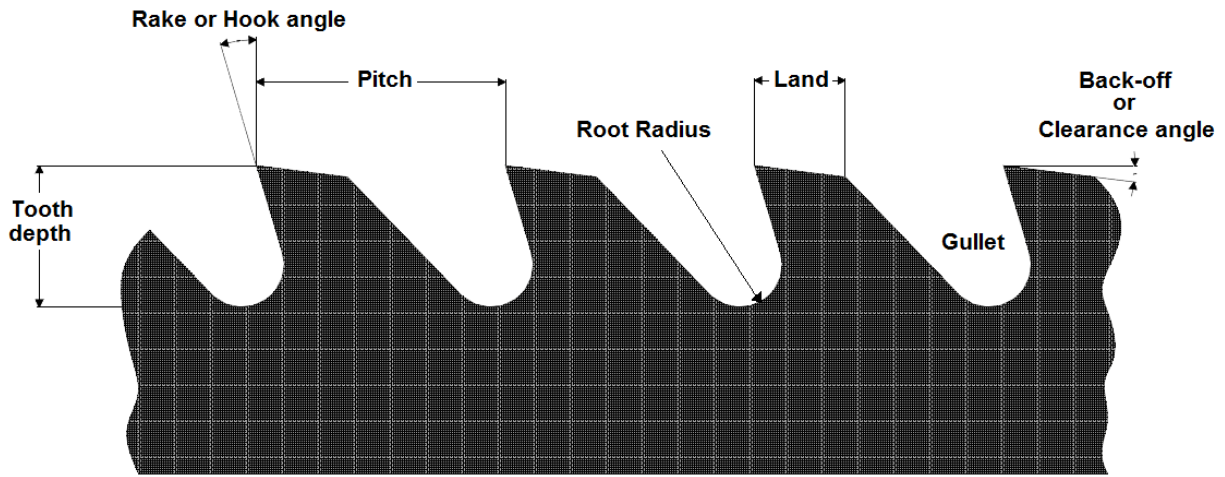 Rake or Hook angle
Pitch
Land
Back-off
or
Clearance angle
Root Radius
Tooth
depth
Gullet